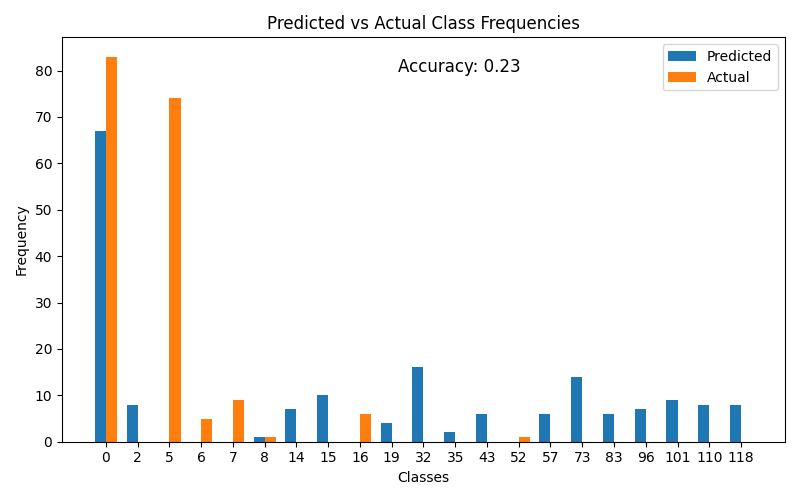 Predicted vs Actual Class Frequencies
Accuracy: 0.23
Predicted
Actual
Frequency
80
70
60
50
40
30
20
10
0
0 2 5 6 7 8 14 15 16 19 32 35 43 52 57 73 83 96 101 110 118
Classes